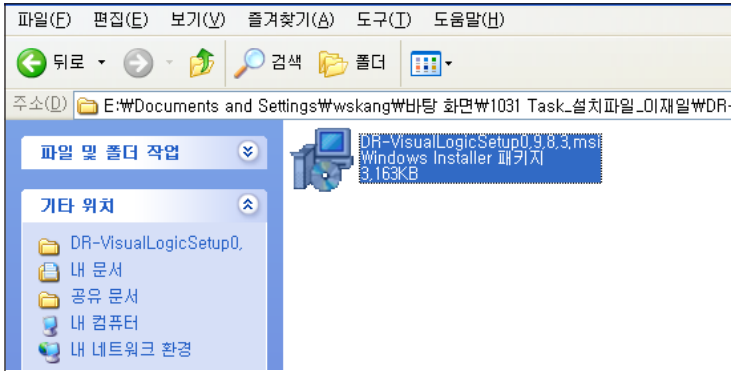 파일(F) 편집(E) 보기(V) 즐겨찾기(A) 도구(T) 도움말(H)
뒤로 검색 폴더
주소(D) E:₩Documents and Settings₩wskang₩바탕 화면₩1031 Task_설치파일_이재일₩DR-
파일 및 폴더 작업
DR-VisualLogicSetup0,9,8,3,msi
Windows Installer 패키지
3,163KB
기타 위치
DR-VisualLogicSetup0,
내 문서
공유 문서
내 컴퓨터
내 네트워크 환경